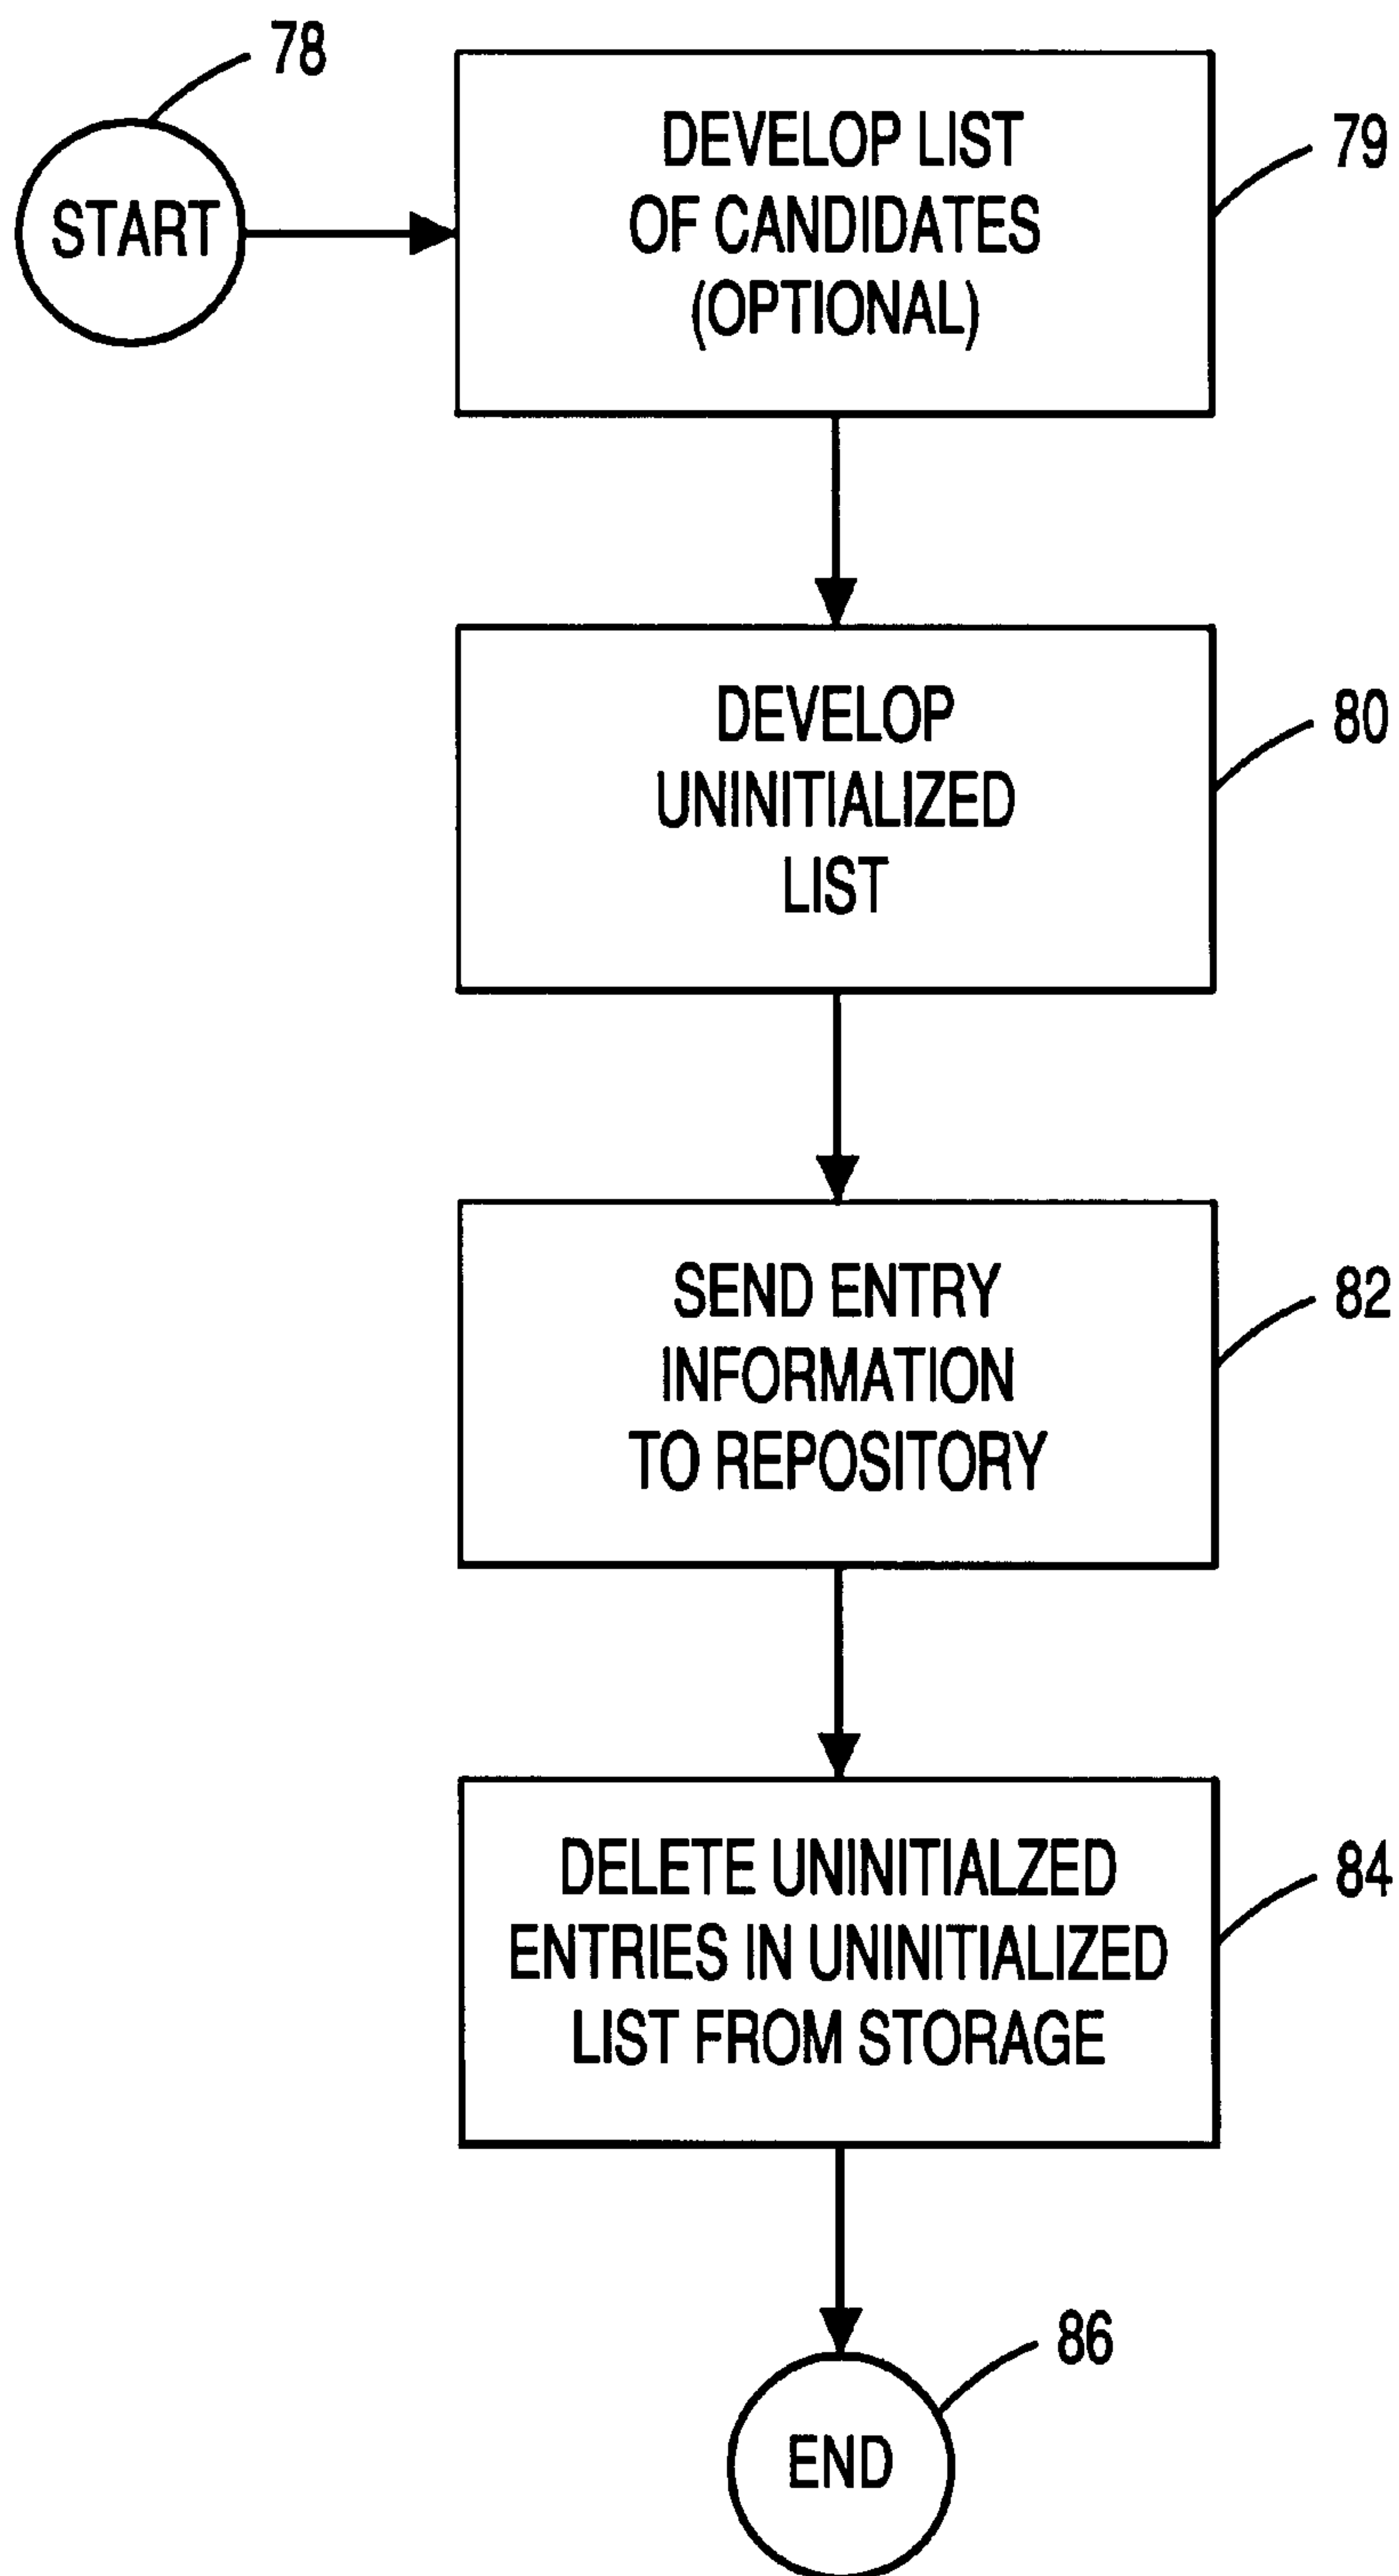 78
START
DEVELOP LIST
OF CANDIDATES
(OPTIONAL)
79
DEVELOP
UNINITIALIZED
LIST
80
SEND ENTRY
INFORMATION
TO REPOSITORY
82
DELETE UNINITIALZED
ENTRIES IN UNINITIALIZED
LIST FROM STORAGE
84
86
END